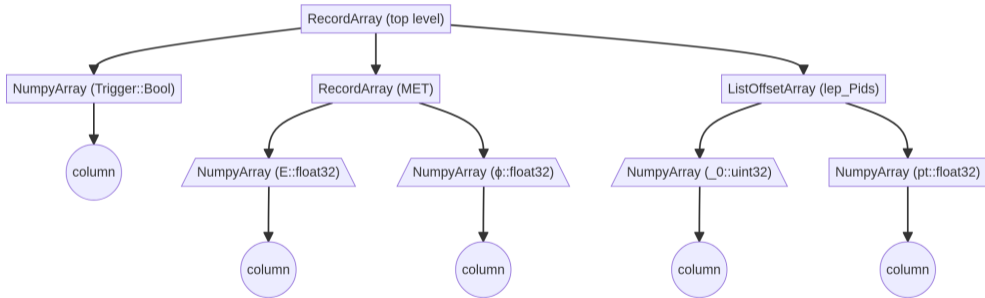 RecordArray (top level)
NumpyArray (Trigger::Bool)
RecordArray (MET)
ListOffsetArray (lep_Pids)
column
NumpyArray (E::float32)
NumpyArray (ϕ::float32)
NumpyArray (_0::uint32)
NumpyArray (pt::float32)
column
column
column
column